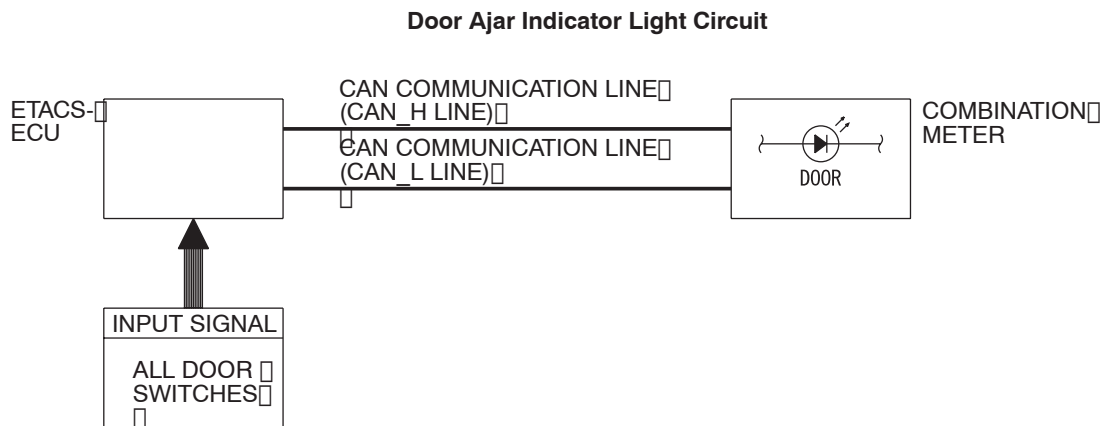 Door Ajar Indicator Light Circuit
ETACS-
ECU
CAN COMMUNICATION LINE
(CAN_H LINE)
CAN COMMUNICATION LINE
(CAN_L LINE)
COMBINATION
METER
DOOR
INPUT SIGNAL
ALL DOOR
SWITCHES